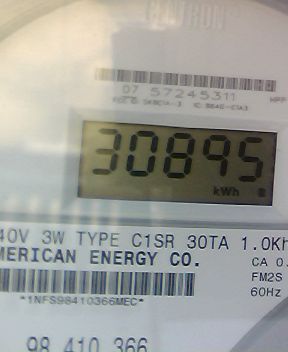 CENTRON
07 57245311
30895
kWh
40V 3W TYPE C1SR 30TA 1.0Kh
MERICAN ENERGY CO.
CA 0.
FM2S
60Hz
*1NFS98410366MEC*
98 410 366